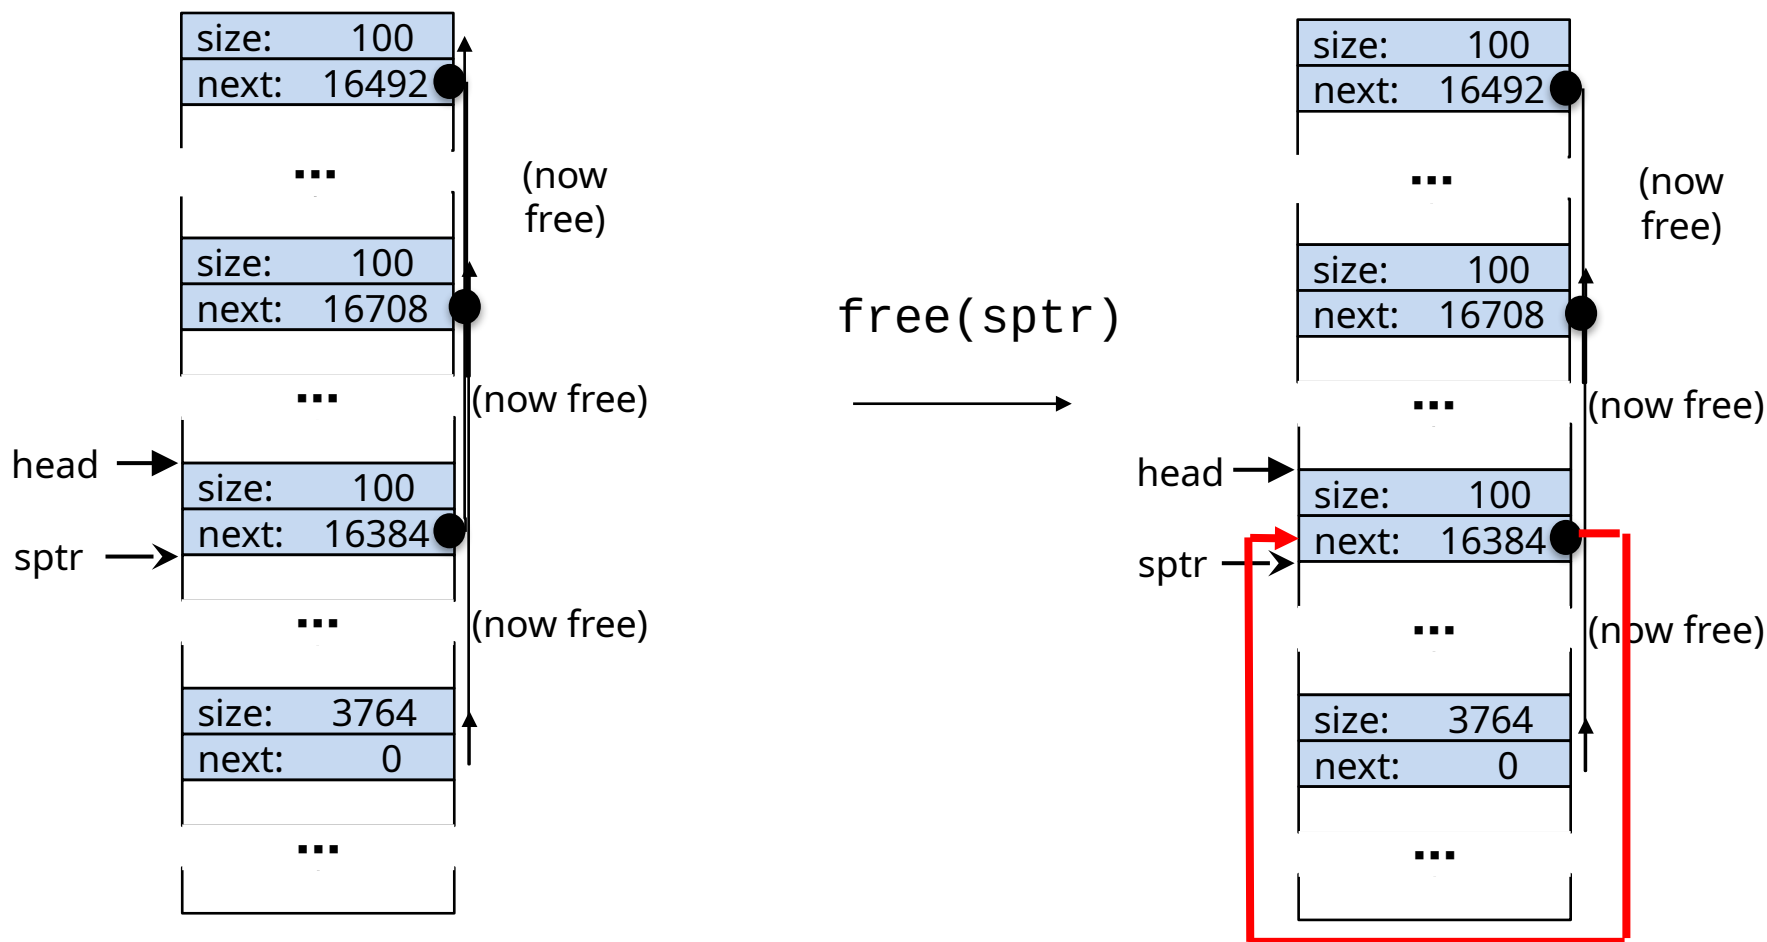 size: 100
next: 16492
...
(now
free)
size: 100
next: 16708
...
(now free)
head
size: 100
next: 16384
sptr
...
(now free)
size: 3764
next: 0
...
free(sptr)
size: 100
next: 16492
...
(now
free)
size: 100
next: 16708
...
(now free)
head
size: 100
next: 16384
sptr
...
(now free)
size: 3764
next: 0
...